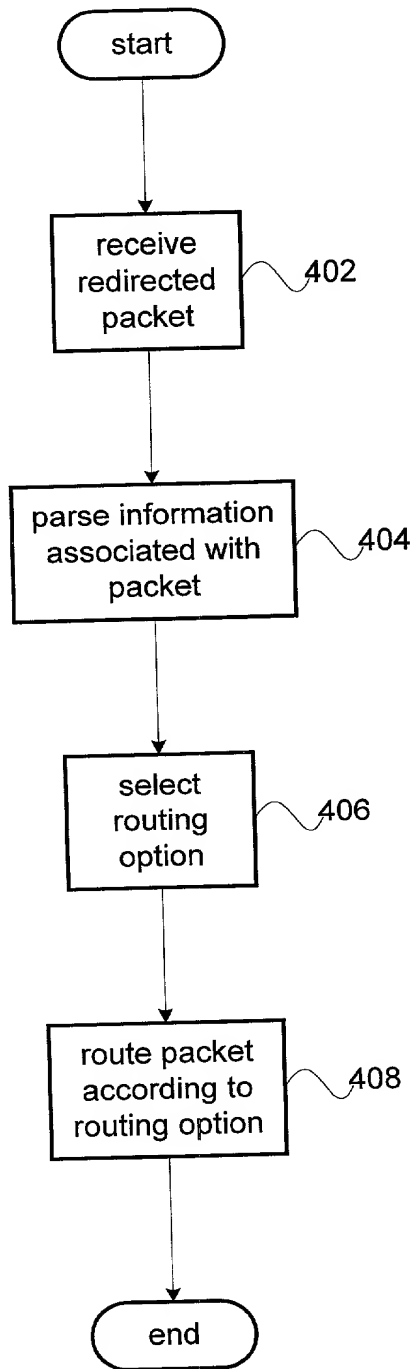 start
receive
redirected
packet
402
parse information
associated with
packet
404
select
routing
option
406
route packet
according to
routing option
408
end